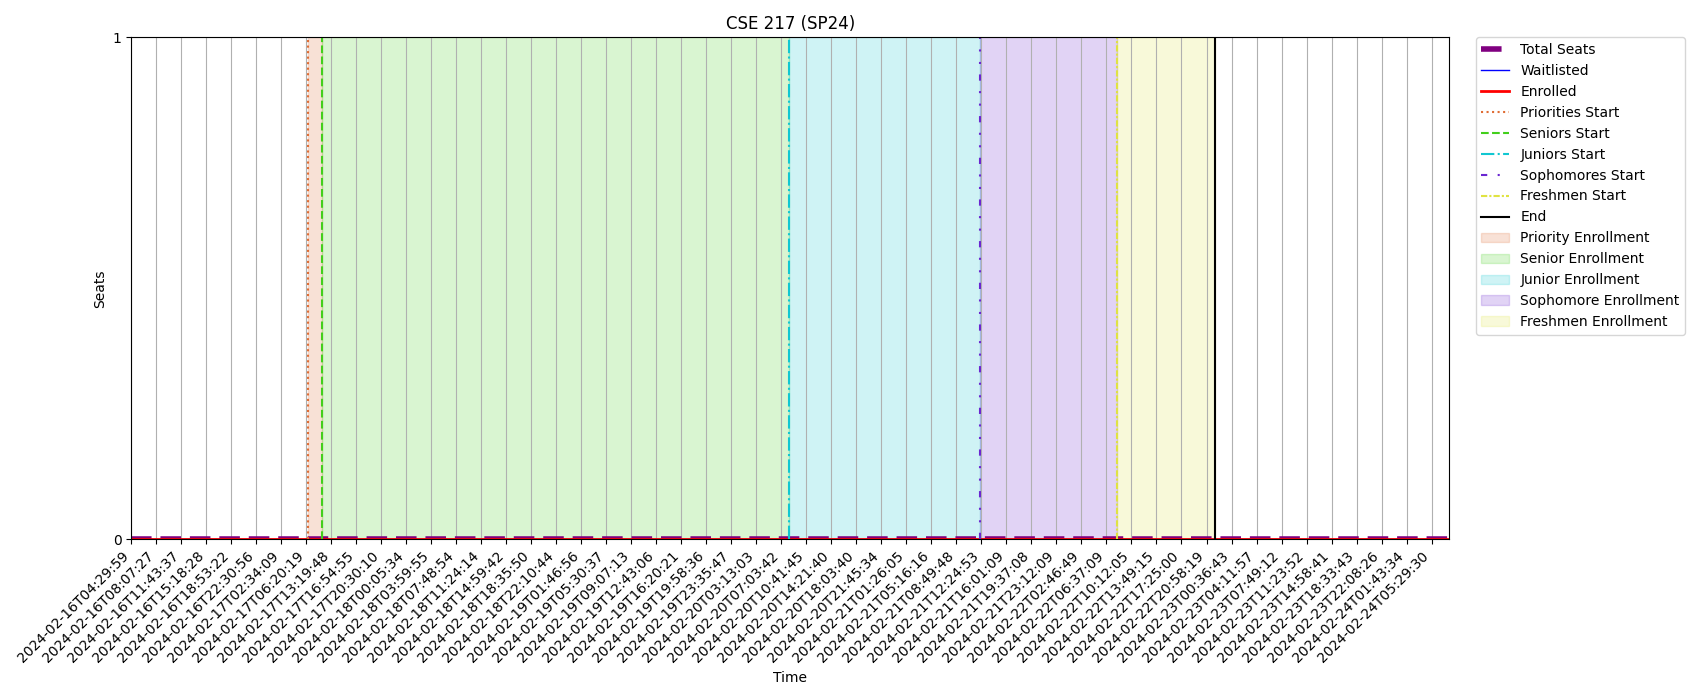 CSE 217 (SP24)
1
0
Seats
2024-02-16T04:29:59
2024-02-16T08:07:27
2024-02-16T11:43:37
2024-02-16T15:18:28
2024-02-16T18:53:22
2024-02-16T22:30:56
2024-02-17T02:34:09
2024-02-17T06:20:19
2024-02-17T13:19:48
2024-02-17T16:54:55
2024-02-17T20:30:10
2024-02-18T00:05:34
2024-02-18T03:59:55
2024-02-18T07:48:54
2024-02-18T11:24:14
2024-02-18T14:59:42
2024-02-18T18:35:50
2024-02-18T22:10:44
2024-02-19T01:46:56
2024-02-19T05:30:37
2024-02-19T09:07:13
2024-02-19T12:43:06
2024-02-19T16:20:21
2024-02-19T19:58:36
2024-02-19T23:35:47
2024-02-20T03:13:03
2024-02-20T07:03:42
2024-02-20T10:41:45
2024-02-20T14:21:40
2024-02-20T18:03:40
2024-02-20T21:45:34
2024-02-21T01:26:05
2024-02-21T05:16:16
2024-02-21T08:49:48
2024-02-21T12:24:53
2024-02-21T16:01:09
2024-02-21T19:37:08
2024-02-21T23:12:09
2024-02-22T02:46:49
2024-02-22T06:37:09
2024-02-22T10:12:05
2024-02-22T13:49:15
2024-02-22T17:25:00
2024-02-22T20:58:19
2024-02-23T00:36:43
2024-02-23T04:11:57
2024-02-23T07:49:12
2024-02-23T11:23:52
2024-02-23T14:58:41
2024-02-23T18:33:43
2024-02-23T22:08:26
2024-02-24T01:43:34
2024-02-24T05:29:30
Time
Total Seats
Waitlisted
Enrolled
Priorities Start
Seniors Start
Juniors Start
Sophomores Start
Freshmen Start
End
Priority Enrollment
Senior Enrollment
Junior Enrollment
Sophomore Enrollment
Freshmen Enrollment